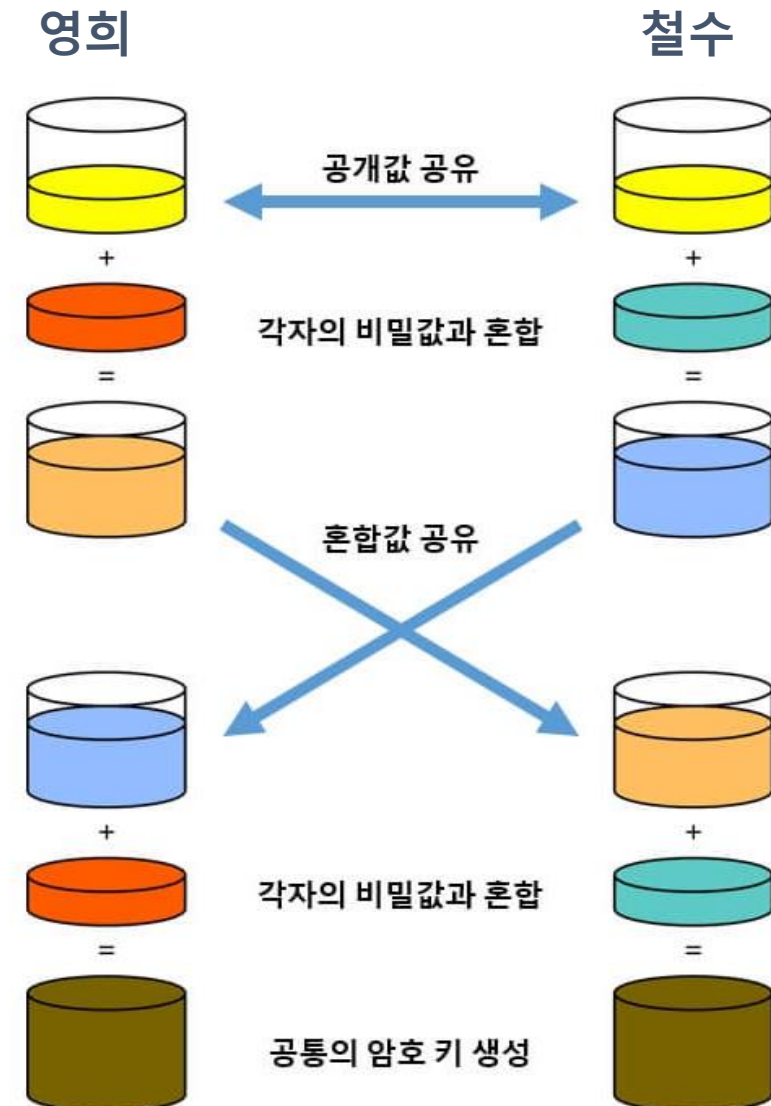 영희
철수
공개값 공유
+
+
각자의 비밀값과 혼합
=
=
혼합값 공유
+
+
각자의 비밀값과 혼합
=
=
공통의 암호 키 생성